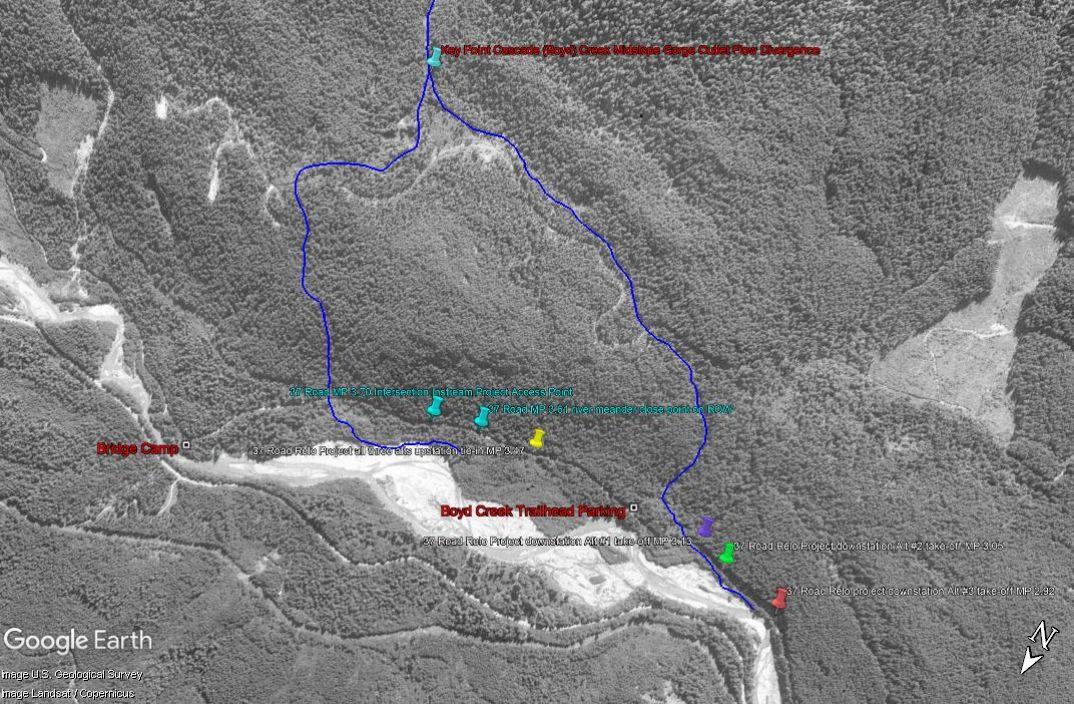 Key Point Cascade (Boyd) Creek Midslope Gorge Outlet Flow Divergence
37 Road MP 3.70 Intersection Instream Project Access Point
37 Road MP 3.61 river meander close point on ROW
Bridge Camp
37 Road Relo Project all three alts upstation tie-in MP 3.47
Boyd Creek Trailhead Parking
37 Road Relo Project downstation Alt #1 take-off MP 3.13
37 Road Relo Project downstation Alt #2 take-off MP 3.05
37 Road Relo project downstation Alt #3 take-off MP 2.92
N
Google Earth
Image U.S. Geological Survey
Image Landsat / Copernicus